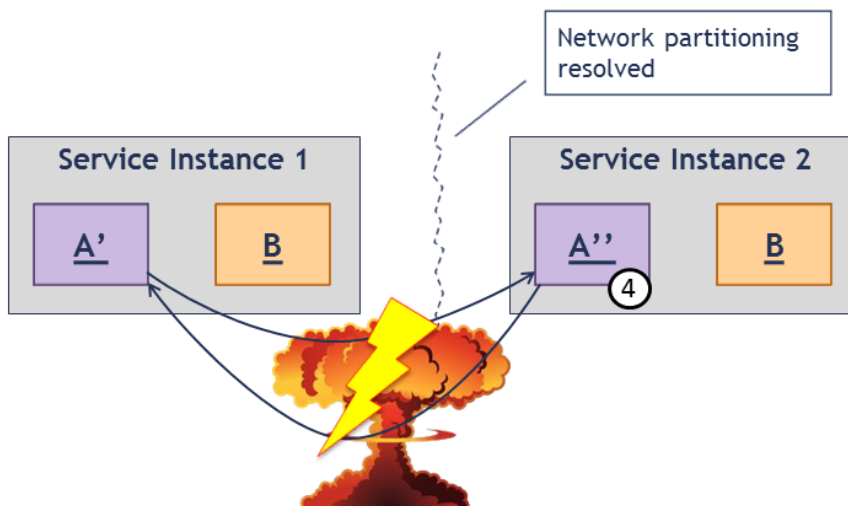 Network partitioning
resolved
Service Instance 1
Service Instance 2
A’
B
A’’
B
4